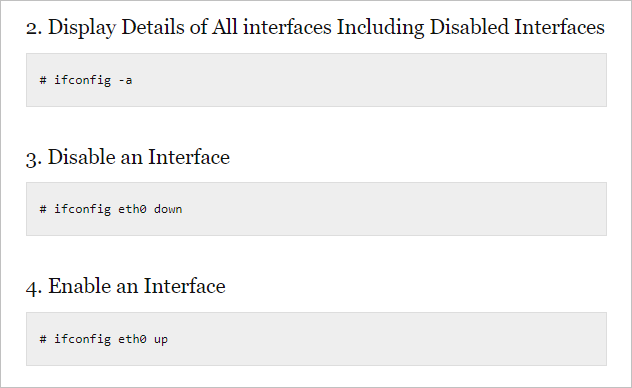 2. Display Details of All interfaces Including Disabled Interfaces
# ifconfig -a
3. Disable an Interface
# ifconfig eth0 down
4. Enable an Interface
# ifconfig eth0 up